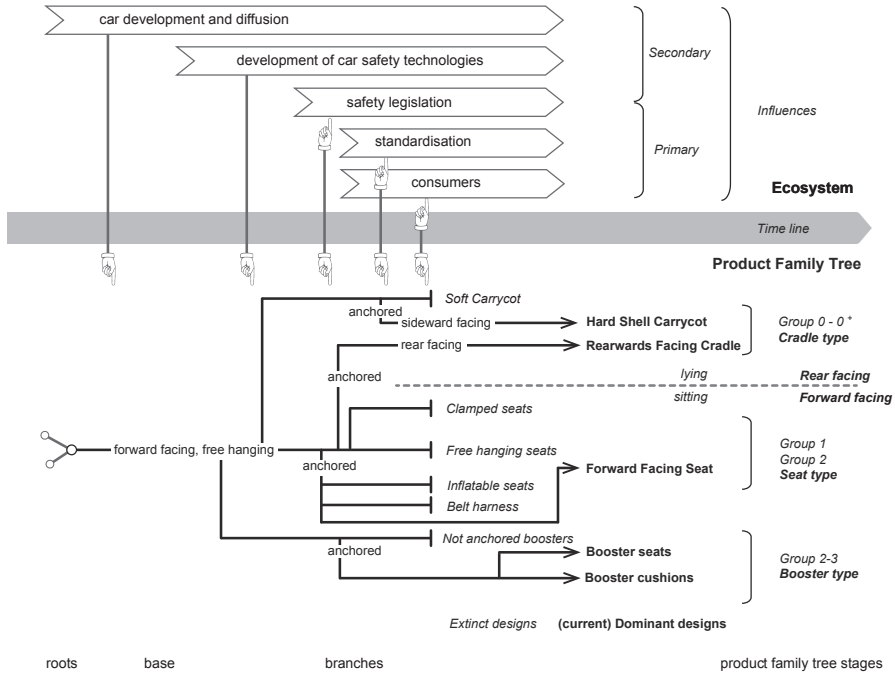 car development and diffusion
development of car safety technologies
Secondary
safety legislation
Influences
standardisation
Primary
consumers
Ecosystem
Time line
Product Family Tree
Soft Carrycot
anchored
sideward facing
Hard Shell Carrycot
Group 0 - 0 +
Cradle type
rear facing
Rearwards Facing Cradle
anchored
lying
Rear facing
sitting
Forward facing
Clamped seats
forward facing, free hanging
Free hanging seats
Group 1
Group 2
Seat type
anchored
Forward Facing Seat
Inflatable seats
Belt harness
Not anchored boosters
anchored
Booster seats
Group 2-3
Booster type
Booster cushions
Extinct designs
(current) Dominant designs
roots
base
branches
product family tree stages